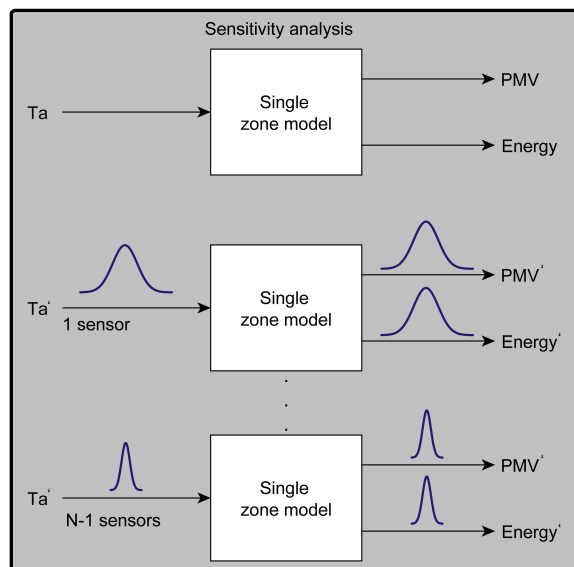 Sensitivity analysis
Ta
Single
zone model
PMV
Energy
Ta‘
1 sensor
Single
zone model
PMV‘
Energy‘
Ta‘
N-1 sensors
Single
zone model
PMV‘
Energy‘